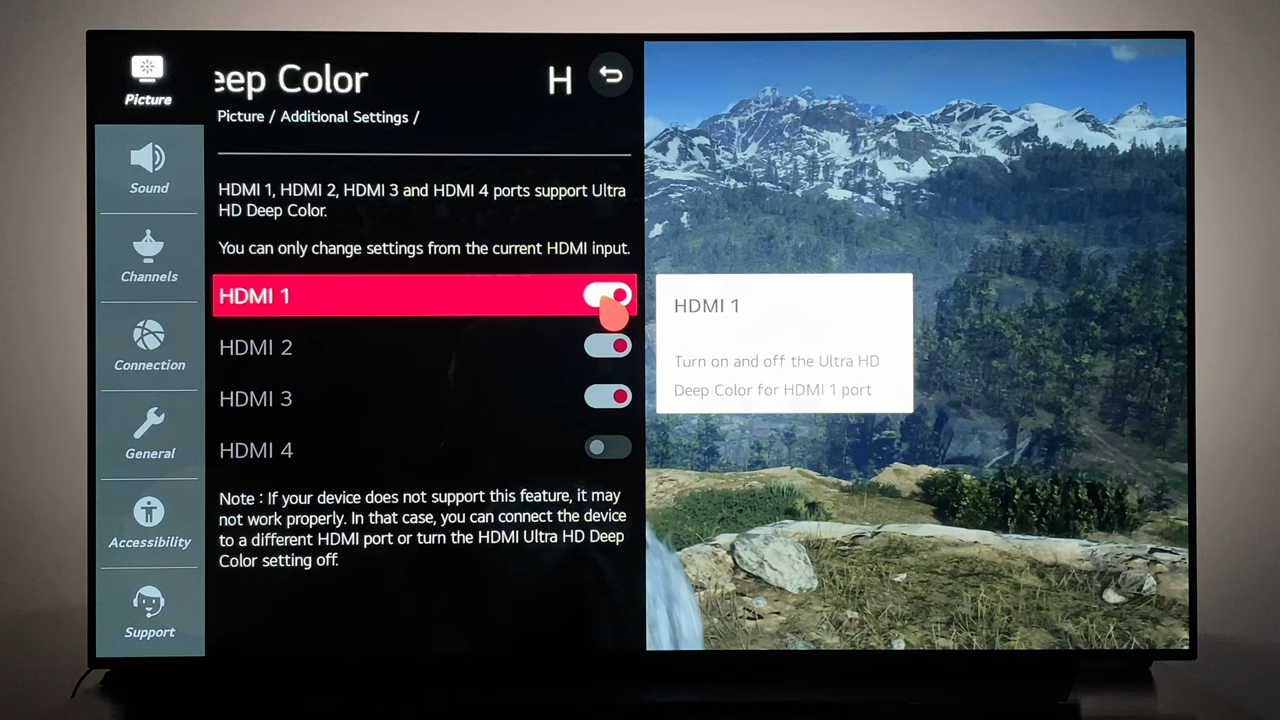 Picture
Sound
Channels
Connection
General
Accessibility
Support
eep Color H
Picture / Additional Settings /
HDMI 1, HDMI 2, HDMI 3 and HDMI 4 ports support Ultra
HD Deep Color.
You can only change settings from the current HDMI input.
HDMI 1
HDMI 2
HDMI 3
HDMI 4
Note : If your device does not support this feature, it may
not work properly. In that case, you can connect the device
to a different HDMI port or turn the HDMI Ultra HD Deep
Color setting off.
HDMI 1
Turn on and off the Ultra HD
Deep Color for HDMI 1 port